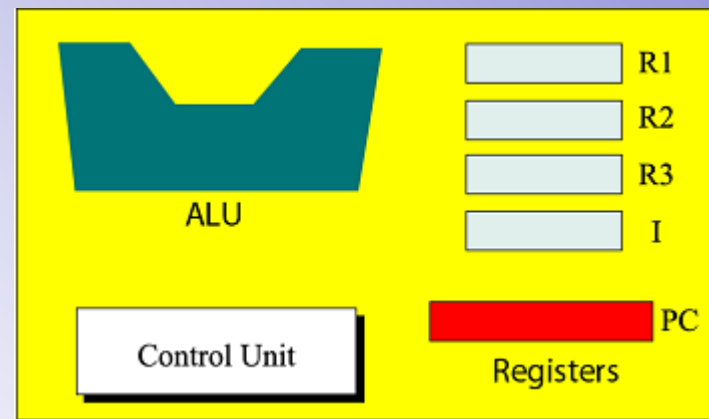 R1
R2
R3
ALU
I
PC
Control Unit
Registers